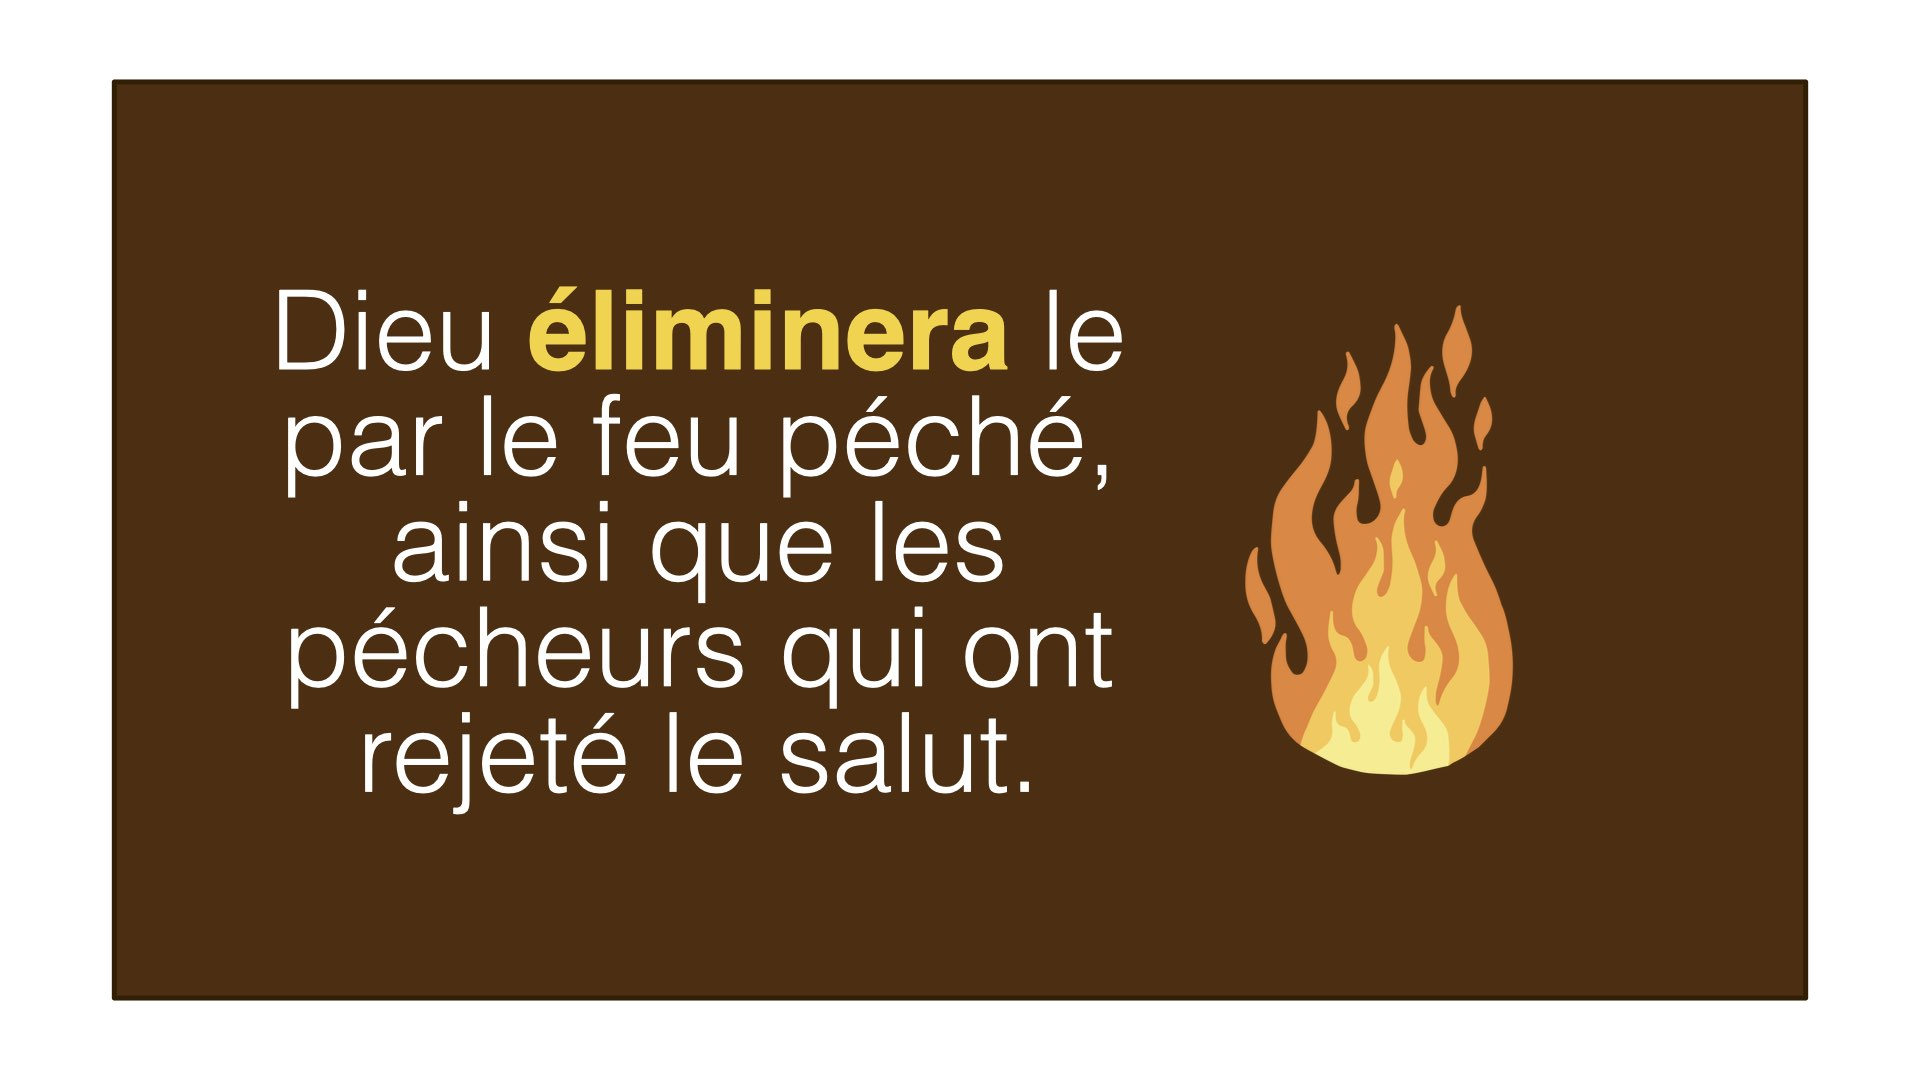 Dieu éliminera le
par le feu péché,
ainsi que les
pécheurs qui ont
rejeté le salut.